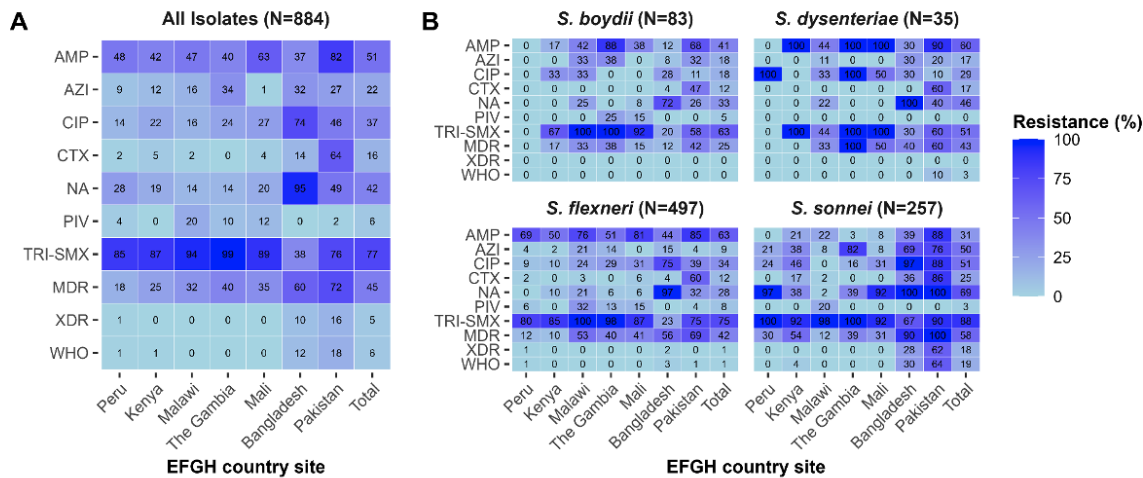 A
All Isolates (N=884)
AMP 48 42 47 40 63 37 82 51
AZI 9 12 16 34 1 32 27 22
CIP 14 22 16 24 27 74 46 37
CTX 2 5 2 0 4 14 64 16
NA 28 19 14 14 20 95 49 42
PIV 4 0 20 10 12 0 2 6
TRI-SMX 85 87 94 99 89 38 76 77
MDR 18 25 32 40 35 60 72 45
XDR 1 0 0 0 0 10 16 5
WHO 1 1 0 0 0 12 18 6
Peru Kenya Malawi The Gambia Mali Bangladesh Pakistan Total
EFGH country site
B
S. boydii (N=83)
AMP 0 17 42 88 38 12 68 41
AZI 0 0 33 38 0 8 32 18
CIP 0 33 33 0 0 28 11 18
CTX 0 0 0 0 0 4 47 12
NA 0 0 25 0 8 72 26 33
PIV 0 0 0 25 15 0 0 5
TRI-SMX 0 67 100 100 92 20 58 63
MDR 0 17 33 38 15 12 42 25
XDR 0 0 0 0 0 0 0 0
WHO 0 0 0 0 0 0 0 0
S. dysenteriae (N=35)
0 100 44 100 100 30 90 60
0 0 11 0 0 30 20 17
100 0 33 100 50 30 10 29
0 0 0 0 0 0 60 17
0 0 22 0 0 100 40 46
0 0 0 0 0 0 0 0
0 100 44 100 100 30 60 51
0 0 33 100 50 40 60 43
0 0 0 0 0 0 0 0
0 0 0 0 0 0 10 3
S. flexneri (N=497)
AMP 69 50 76 51 81 44 85 63
AZI 4 2 21 14 0 15 4 9
CIP 9 10 24 29 31 75 39 34
CTX 2 0 3 0 6 4 60 12
NA 0 10 21 6 6 97 32 28
PIV 6 0 32 13 15 0 4 8
TRI-SMX 80 85 100 98 87 23 75 75
MDR 12 10 53 40 41 56 69 42
XDR 1 0 0 0 0 2 0 1
WHO 1 0 0 0 0 3 1 1
Peru Kenya Malawi The Gambia Mali Bangladesh Pakistan Total
S. sonnei (N=257)
0 21 22 3 8 39 88 31
21 38 8 82 0 69 76 50
24 46 0 16 31 97 88 51
2 17 2 0 0 36 86 25
97 38 2 39 92 100 100 69
0 0 20 0 0 0 0 3
100 92 98 100 92 67 90 88
30 54 12 39 31 90 100 58
0 0 0 0 0 28 62 18
0 4 0 0 0 30 64 19
Peru Kenya Malawi The Gambia Mali Bangladesh Pakistan Total
EFGH country site
Resistance (%)
100
75
50
25
0